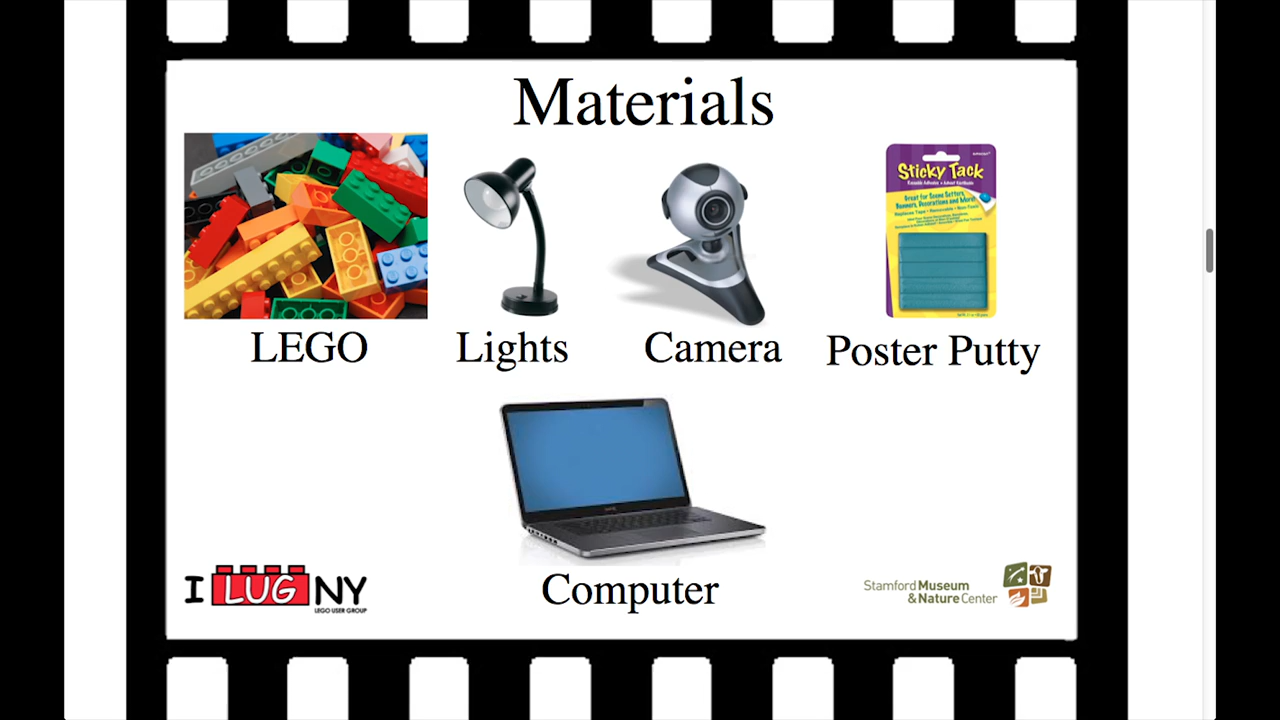 Materials
Sticky Tack
LEGO
Lights
Camera
Poster Putty
Computer
I LUG NY
LEGO USER GROUP
Stamford Museum
& Nature Center